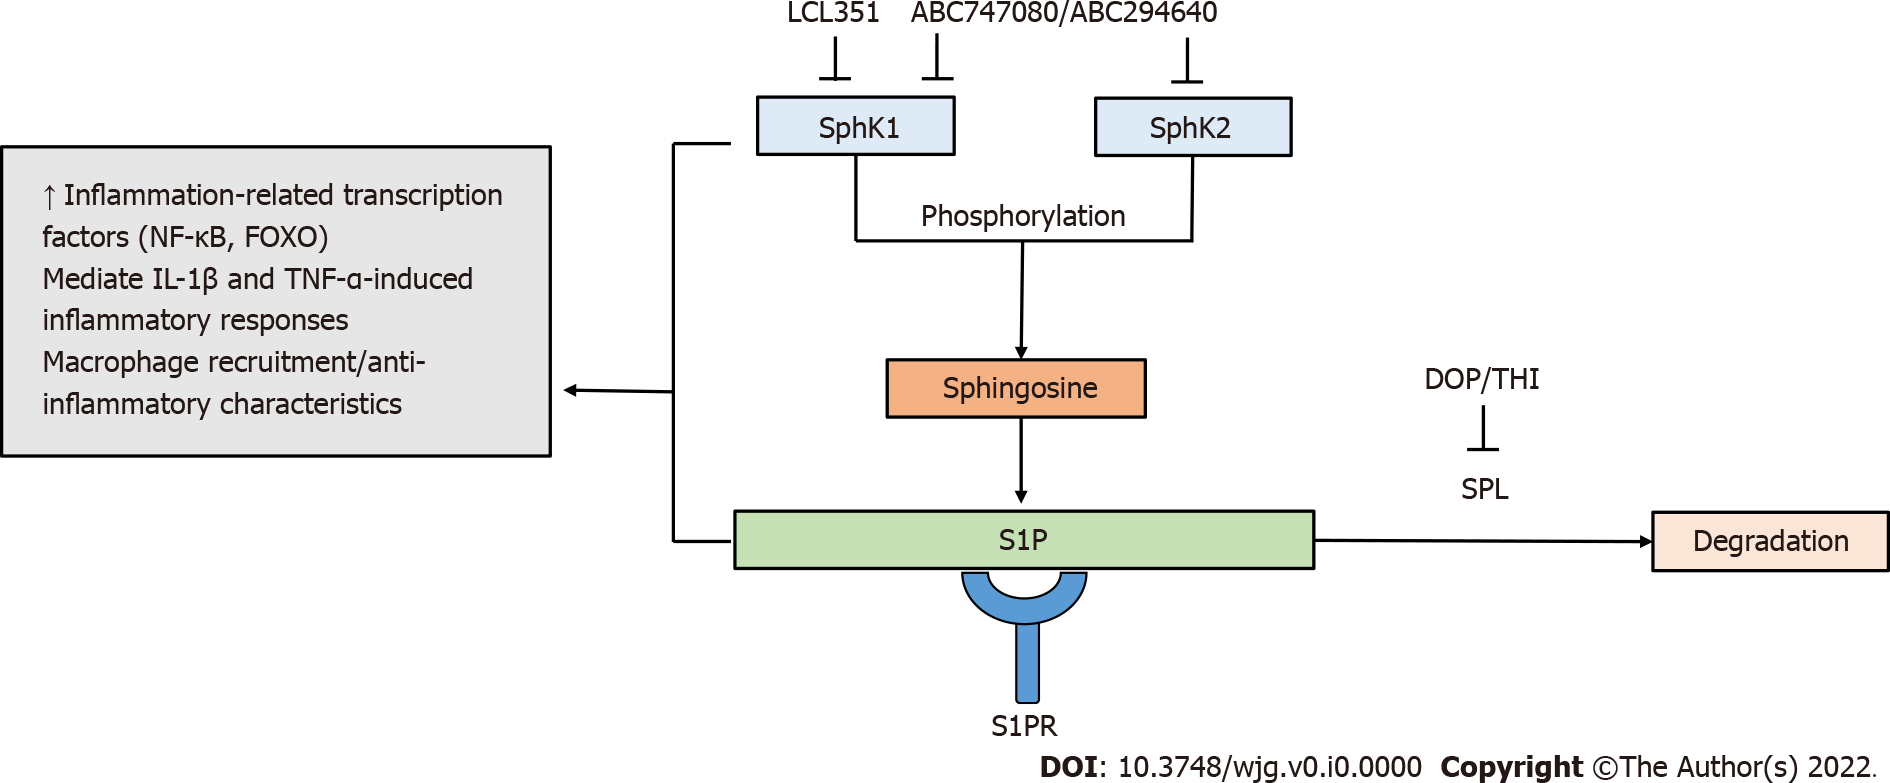 LCL351 ABC747080/ABC294640
SphK1
SphK2
↑ Inflammation-related transcription
factors (NF-κB, FOXO)
Mediate IL-1β and TNF-α-induced
inflammatory responses
Macrophage recruitment/anti-
inflammatory characteristics
Phosphorylation
Sphingosine
DOP/THI
SPL
S1P
Degradation
S1PR
DOI: 10.3748/wjg.v0.i0.0000 Copyright ©The Author(s) 2022.